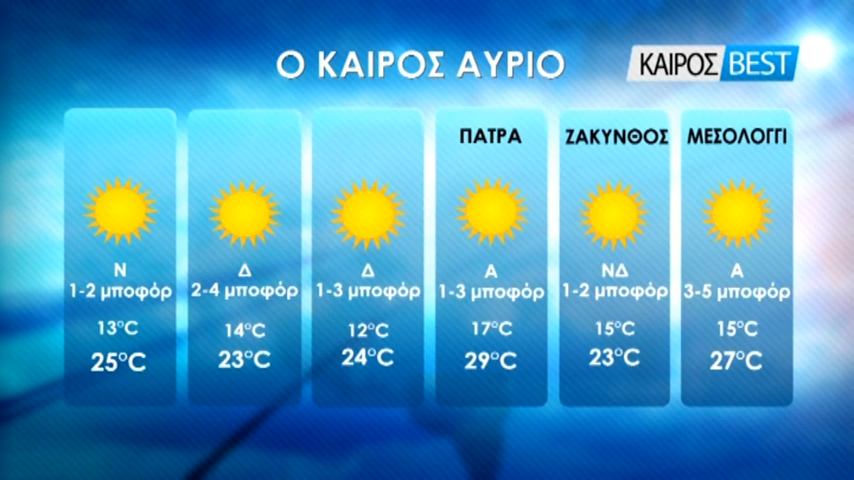 Ο ΚΑΙΡΟΣ ΑΥΡΙΟ
ΚΑΙΡΟΣ BEST
ΠΑΤΡΑ ΖΑΚΥΝΘΟΣ ΜΕΣΟΛΟΓΓΙ
Ν Δ Δ Α ΝΔ Α
1-2 μποφόρ 2-4 μποφόρ 1-3 μποφόρ 1-3 μποφόρ 1-2 μποφόρ 3-5 μποφόρ
13°C 14°C 12°C 17°C 15°C 15°C
25°C 23°C 24°C 29°C 23°C 27°C